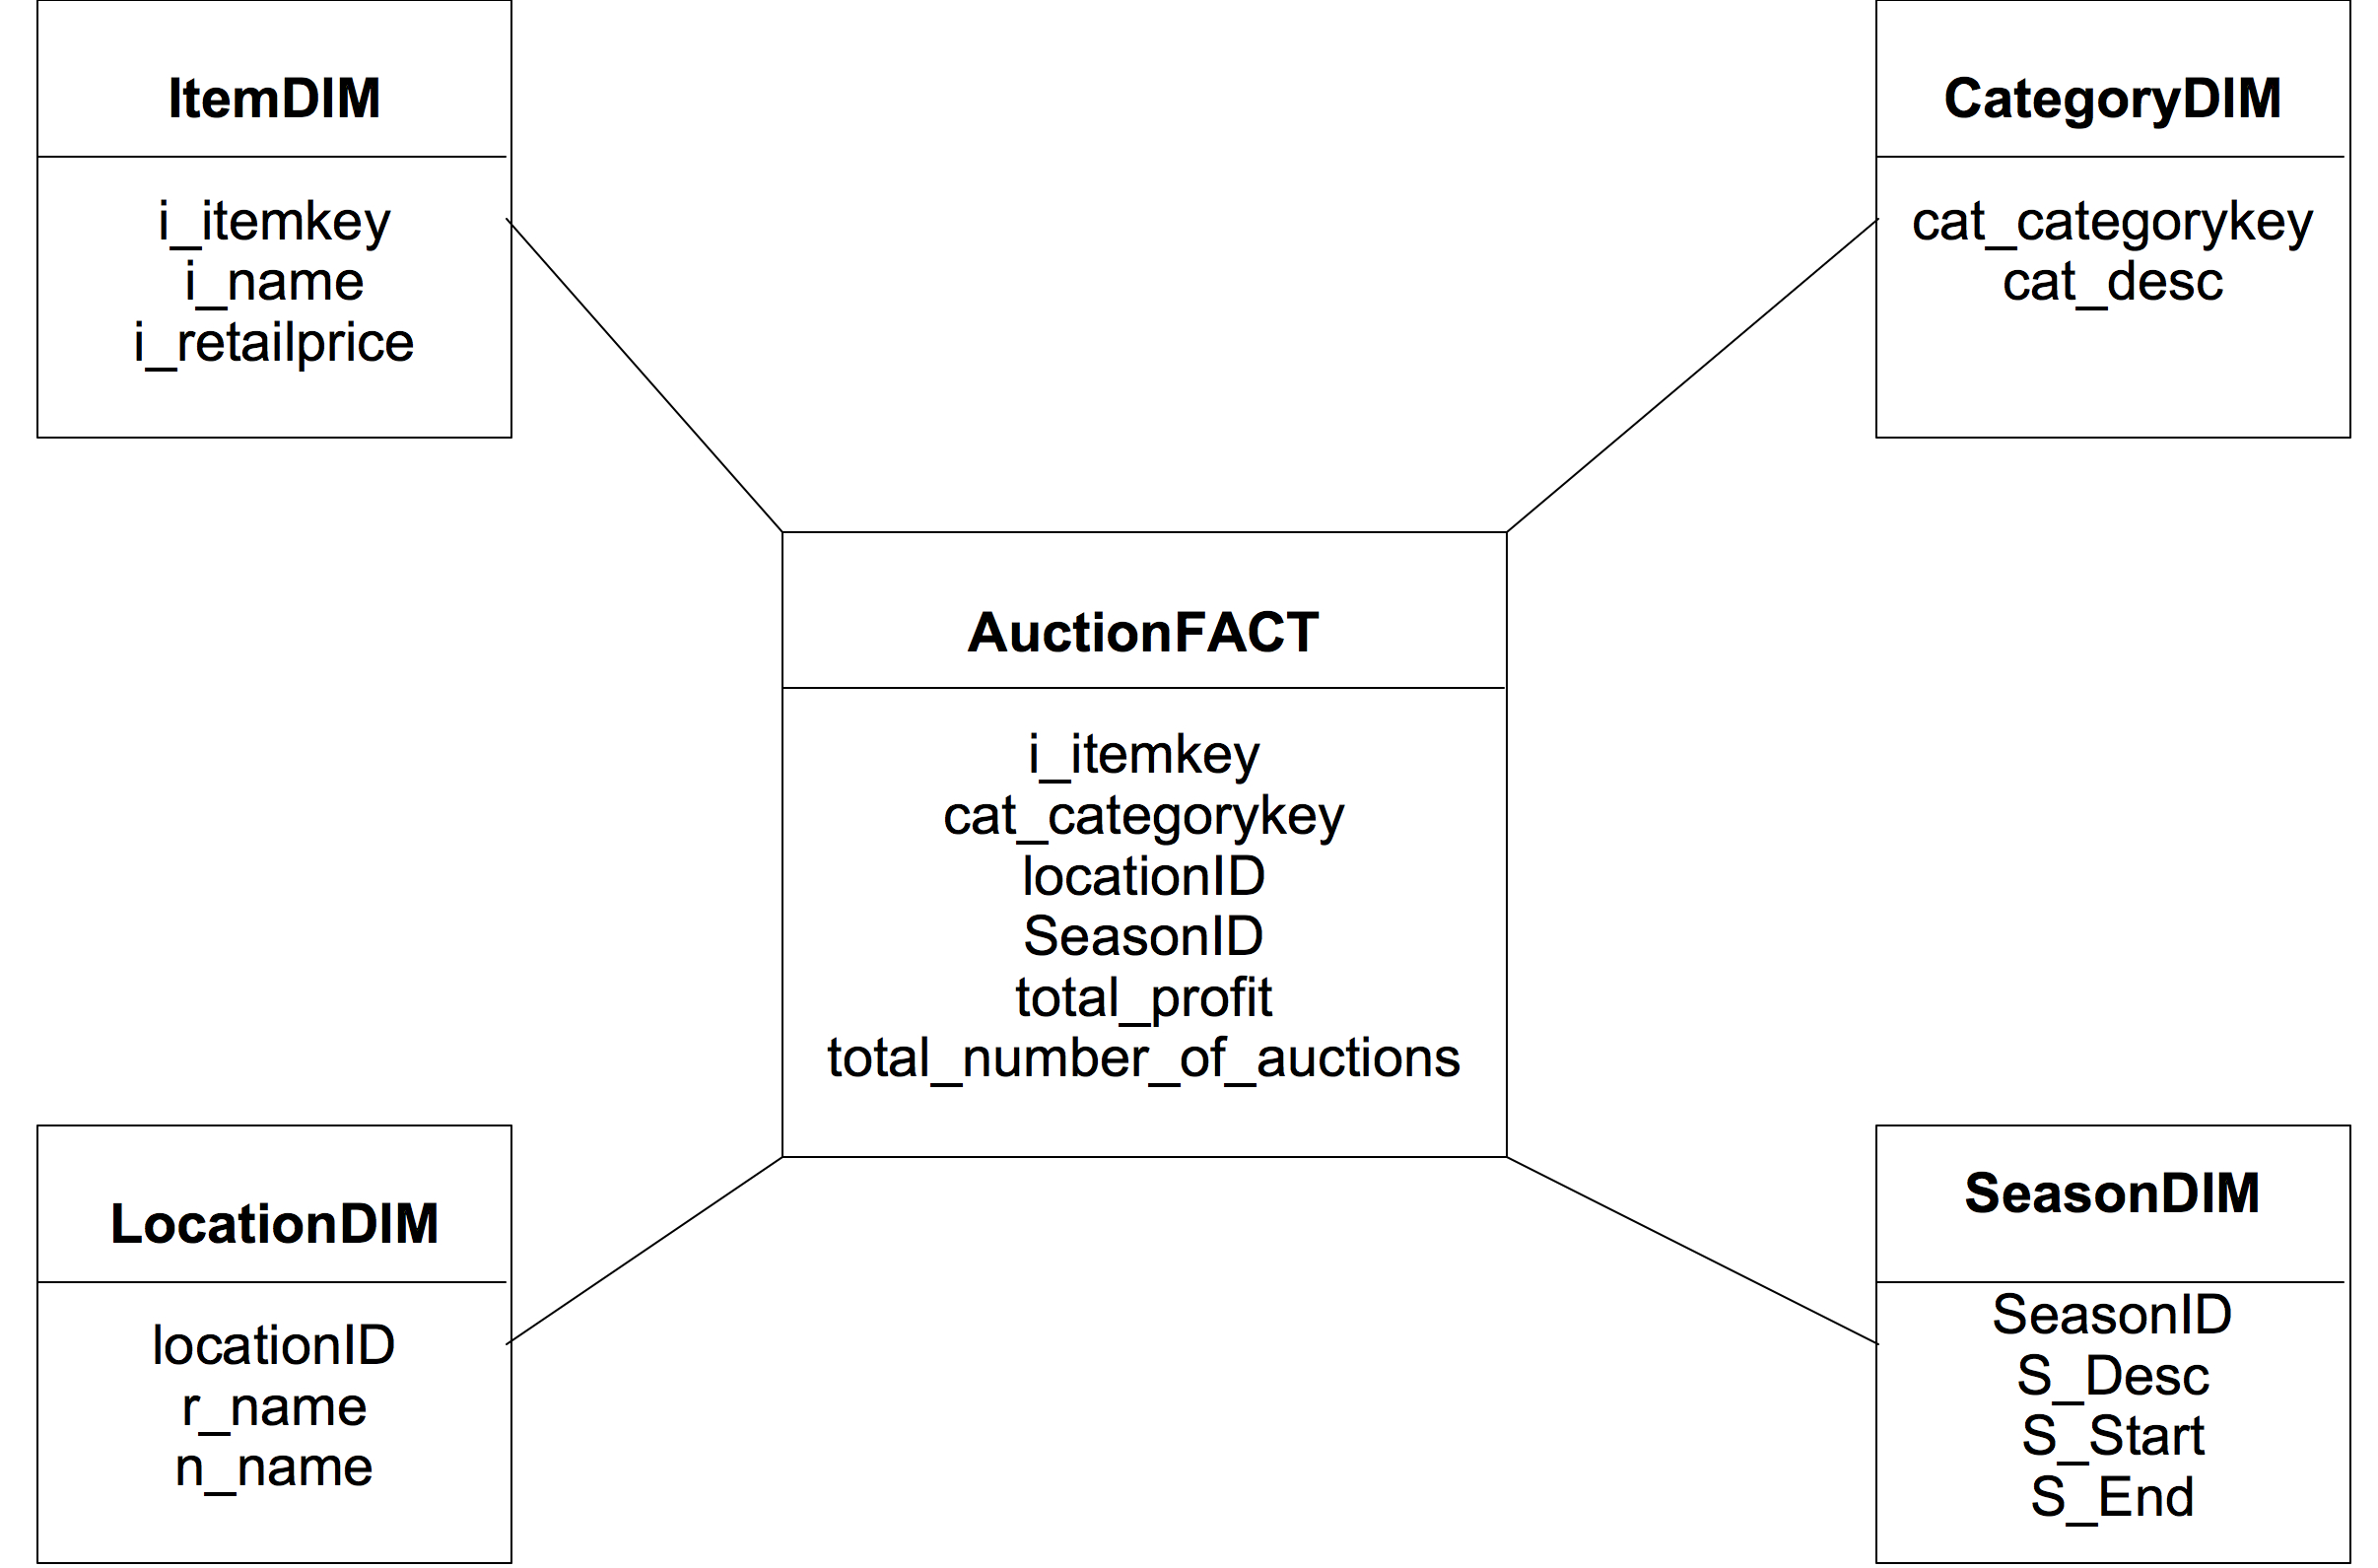 ItemDIM
i_itemkey
i_name
i_retailprice
CategoryDIM
cat_categorykey
cat_desc
AuctionFACT
i_itemkey
cat_categorykey
locationID
SeasonID
total_profit
total_number_of_auctions
LocationDIM
locationID
r_name
n_name
SeasonDIM
SeasonID
S_Desc
S_Start
S_End